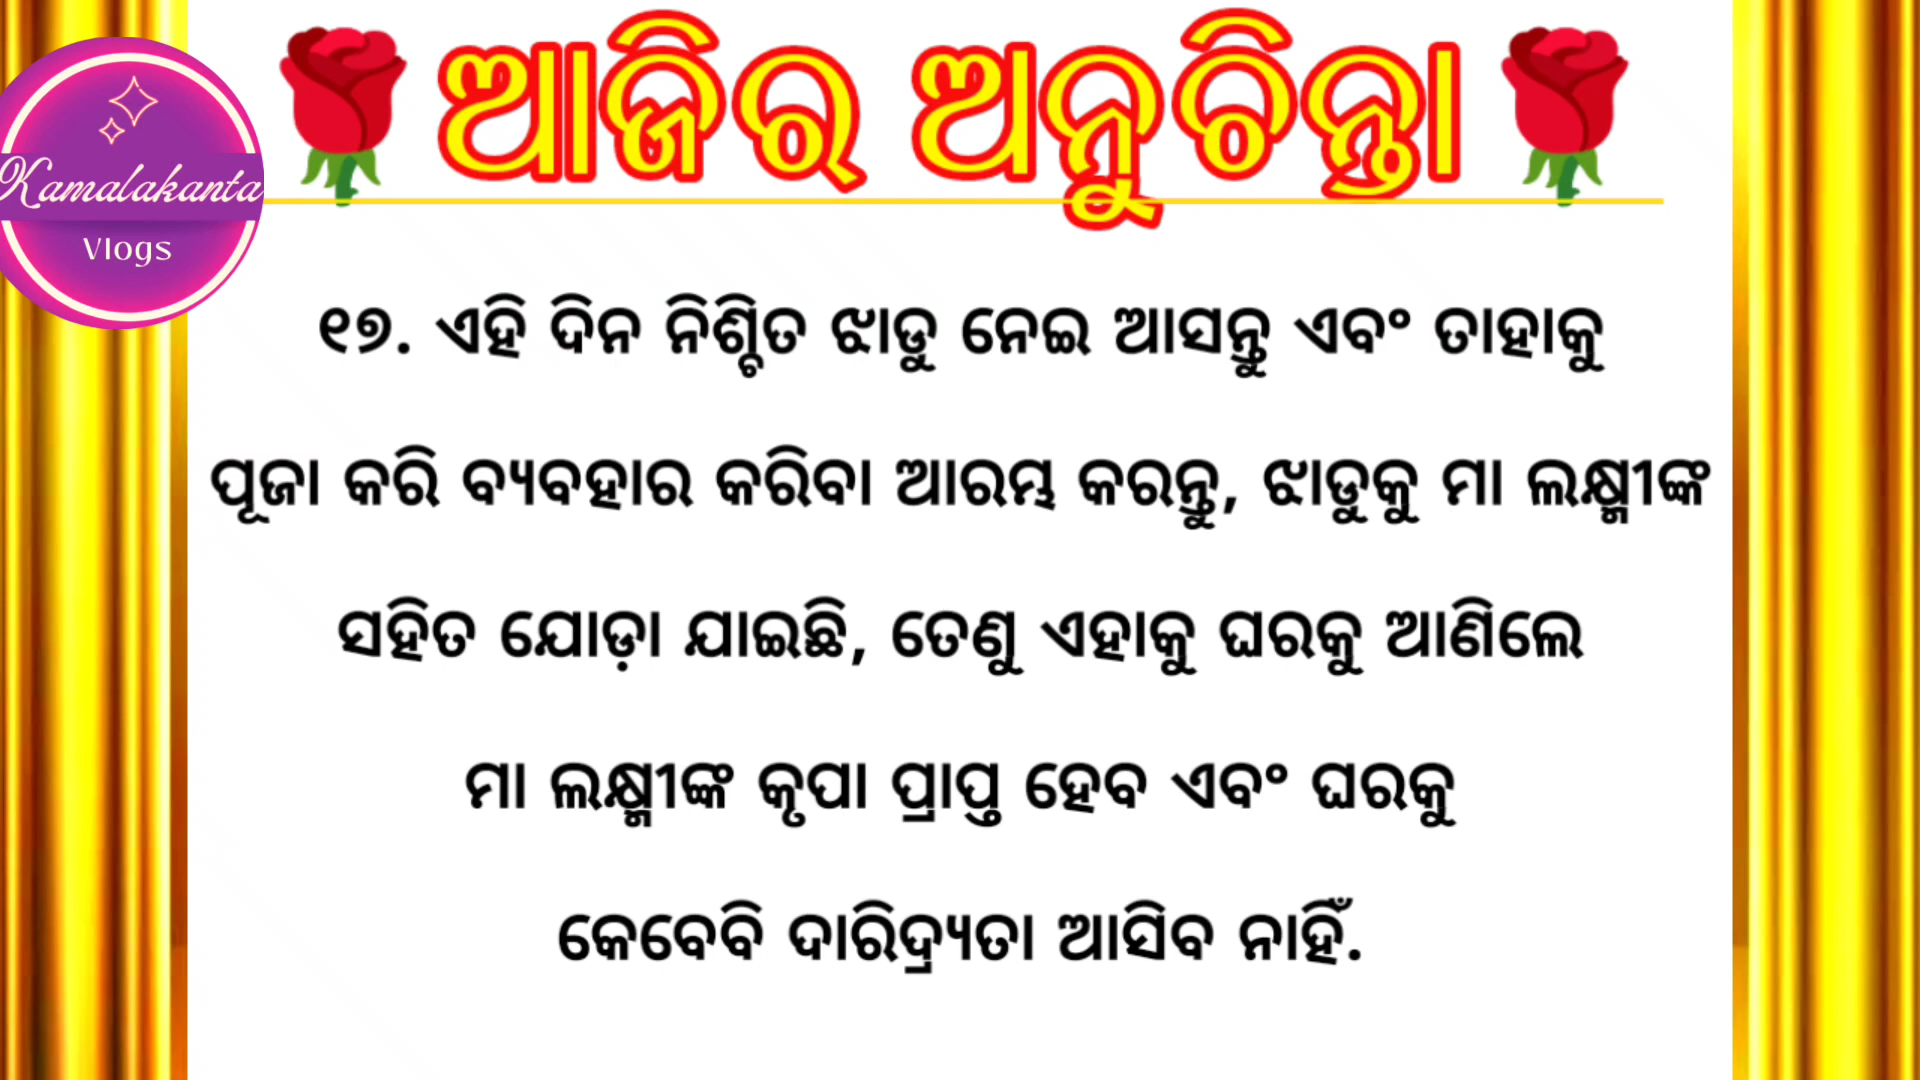 ଆଜିର ଅନୁଚିନ୍ତା
Kamalakanta
Vlogs
୧୭. ଏହି ଦିନ ନିଶ୍ଚିତ ଝାଡୁ ନେଇ ଆସନ୍ତୁ ଏବଂ ତାହାକୁ
ପୂଜା କରି ବ୍ୟବହାର କରିବା ଆରମ୍ଭ କରନ୍ତୁ, ଝାଡୁକୁ ମା ଲକ୍ଷ୍ମୀଙ୍କ
ସହିତ ଯୋଡ଼ା ଯାଇଛି, ତେଣୁ ଏହାକୁ ଘରକୁ ଆଣିଲେ
ମା ଲକ୍ଷ୍ମୀଙ୍କ କୃପା ପ୍ରାପ୍ତ ହେବ ଏବଂ ଘରକୁ
କେବେବି ଦାରିଦ୍ର୍ୟତା ଆସିବ ନାହିଁ.